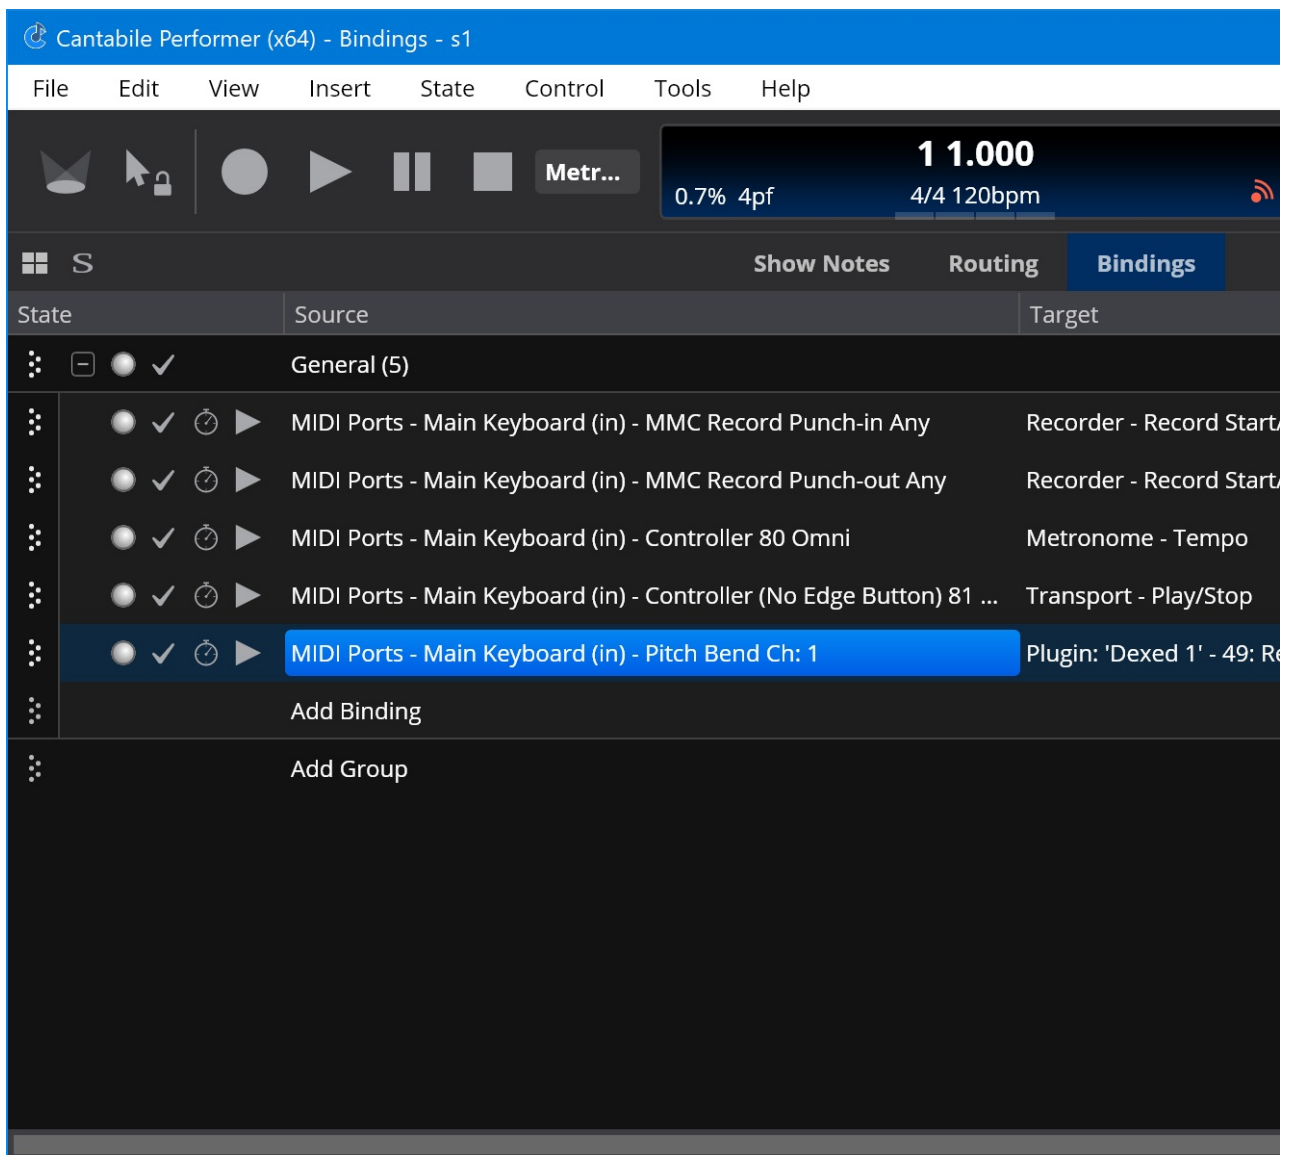 Cantabile Performer (x64) - Bindings - s1
File Edit View Insert State Control Tools Help
1 1.000
Metr...
0.7% 4pf 4/4 120bpm
S Show Notes Routing Bindings
State Source Target
General (5)
MIDI Ports - Main Keyboard (in) - MMC Record Punch-in Any Recorder - Record Start/
MIDI Ports - Main Keyboard (in) - MMC Record Punch-out Any Recorder - Record Start/
MIDI Ports - Main Keyboard (in) - Controller 80 Omni Metronome - Tempo
MIDI Ports - Main Keyboard (in) - Controller (No Edge Button) 81 ... Transport - Play/Stop
MIDI Ports - Main Keyboard (in) - Pitch Bend Ch: 1 Plugin: 'Dexed 1' - 49:
Add Binding
Add Group